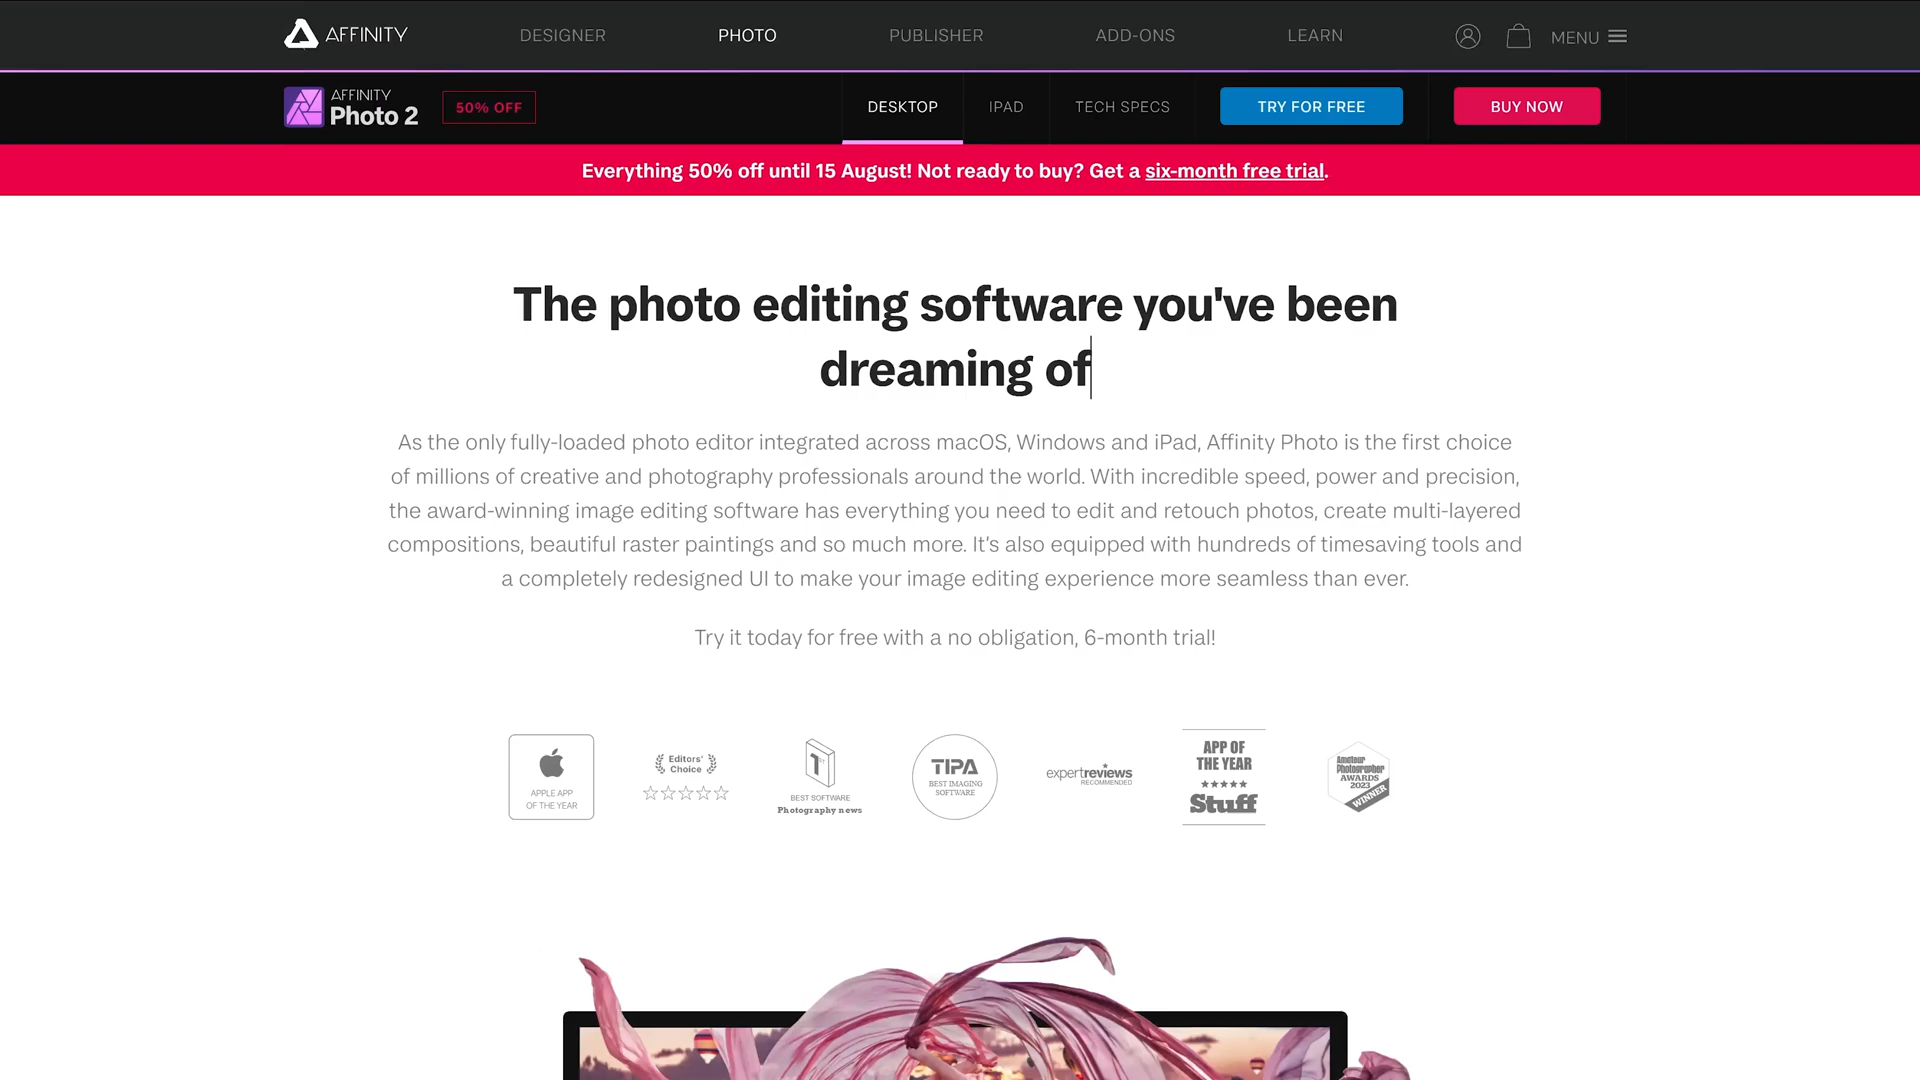 AFFINITY
DESIGNER
PHOTO
PUBLISHER
ADD-ONS
LEARN
MENU
AFFINITY
Photo 2
50% OFF
DESKTOP
IPAD
TECH SPECS
TRY FOR FREE
BUY NOW
Everything 50% off until 15 August! Not ready to buy? Get a six-month free trial.
The photo editing software you've been
dreaming of
As the only fully-loaded photo editor integrated across macOS, Windows and iPad, Affinity Photo is the first choice
of millions of creative and photography professionals around the world. With incredible speed, power and precision,
the award-winning image editing software has everything you need to edit and retouch photos, create multi-layered
compositions, beautiful raster paintings and so much more. It’s also equipped with hundreds of timesaving tools and
a completely redesigned UI to make your image editing experience more seamless than ever.
Try it today for free with a no obligation, 6-month trial!
APPLE APP
OF THE YEAR
Editors'
Choice
1ST
BEST SOFTWARE
Photography news
TIPA
BEST IMAGING
SOFTWARE
expertreviews
RECOMMENDED
APP OF
THE YEAR
Stuff
Amateur
Photographer
AWARDS
2023
WINNER